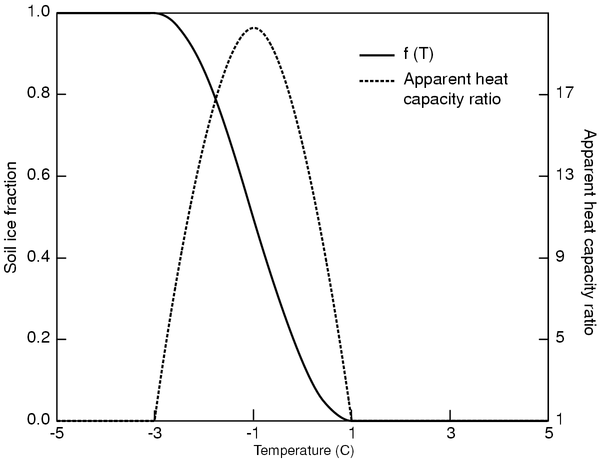 1.0
0.8
0.6
0.4
0.2
0.0
Soil ice fraction
f (T)
Apparent heat
capacity ratio
17
13
9
5
1
Apparent heat capacity ratio
-5
-3
-1
1
3
5
Temperature (C)